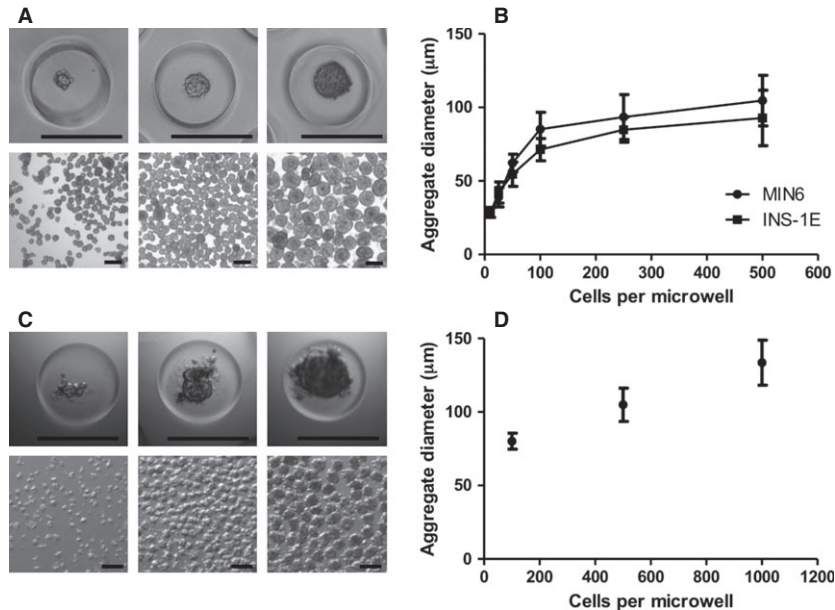 A
B
150
100
50
0
Aggregate diameter (μm)
MIN6
INS-1E
0 100 200 300 400 500 600
Cells per microwell
C
D
150
100
50
0
Aggregate diameter (μm)
0 200 400 600 800 1000 1200
Cells per microwell